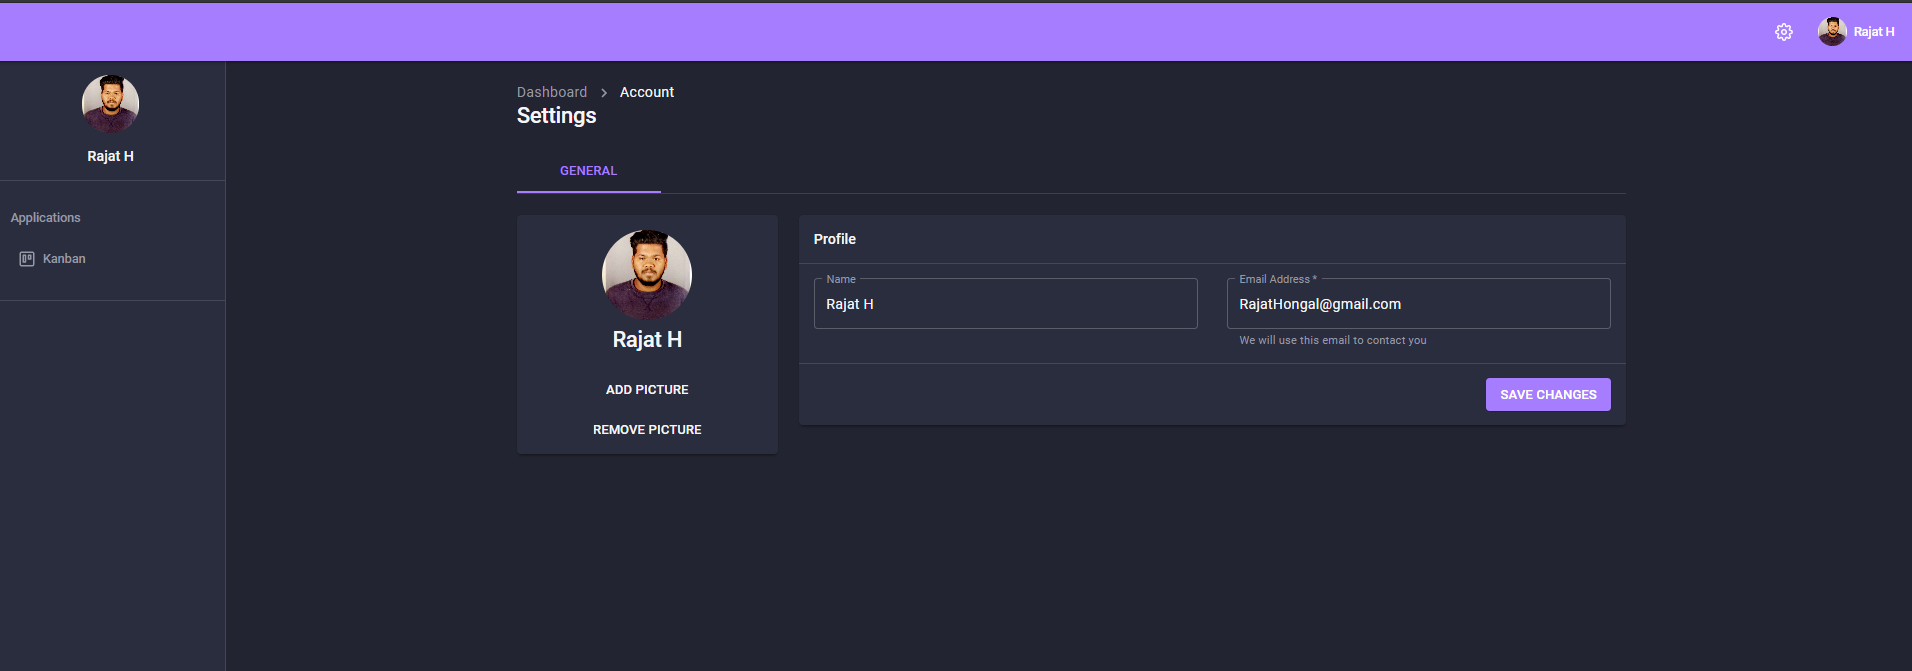 Rajat H
Rajat H
Applications
Kanban
Dashboard > Account
Settings
GENERAL
Rajat H
ADD PICTURE
REMOVE PICTURE
Profile
Name
Rajat H
Email Address *
RajatHongal@gmail.com
We will use this email to contact you
SAVE CHANGES